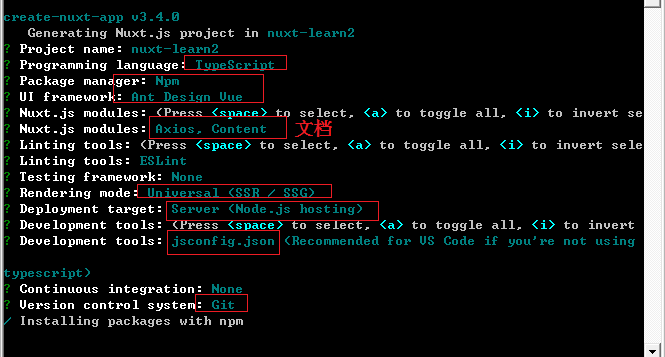 create-nuxt-app v3.4.0
Generating Nuxt.js project in nuxt-learn2
? Project name: nuxt-learn2
? Programming language: TypeScript
? Package manager: Npm
? UI framework: Ant Design Vue
? Nuxt.js modules: (Press <space> to select, <a> to toggle all, <i> to invert sel
? Nuxt.js modules: Axios, Content 文档
? Linting tools: (Press <space> to select, <a> to toggle all, <i> to invert sele
? Linting tools: ESLint
? Testing framework: None
? Rendering mode: Universal (SSR / SSG)
? Deployment target: Server (Node.js hosting)
? Development tools: (Press <space> to select, <a> to toggle all, <i> to invert
? Development tools: jsconfig.json (Recommended for VS Code if you're not using
typescript)
? Continuous integration: None
? Version control system: Git
/ Installing packages with npm